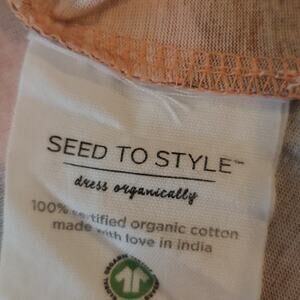 SEED TO STYLE™
dress organically
100% certified organic cotton
made with love in india